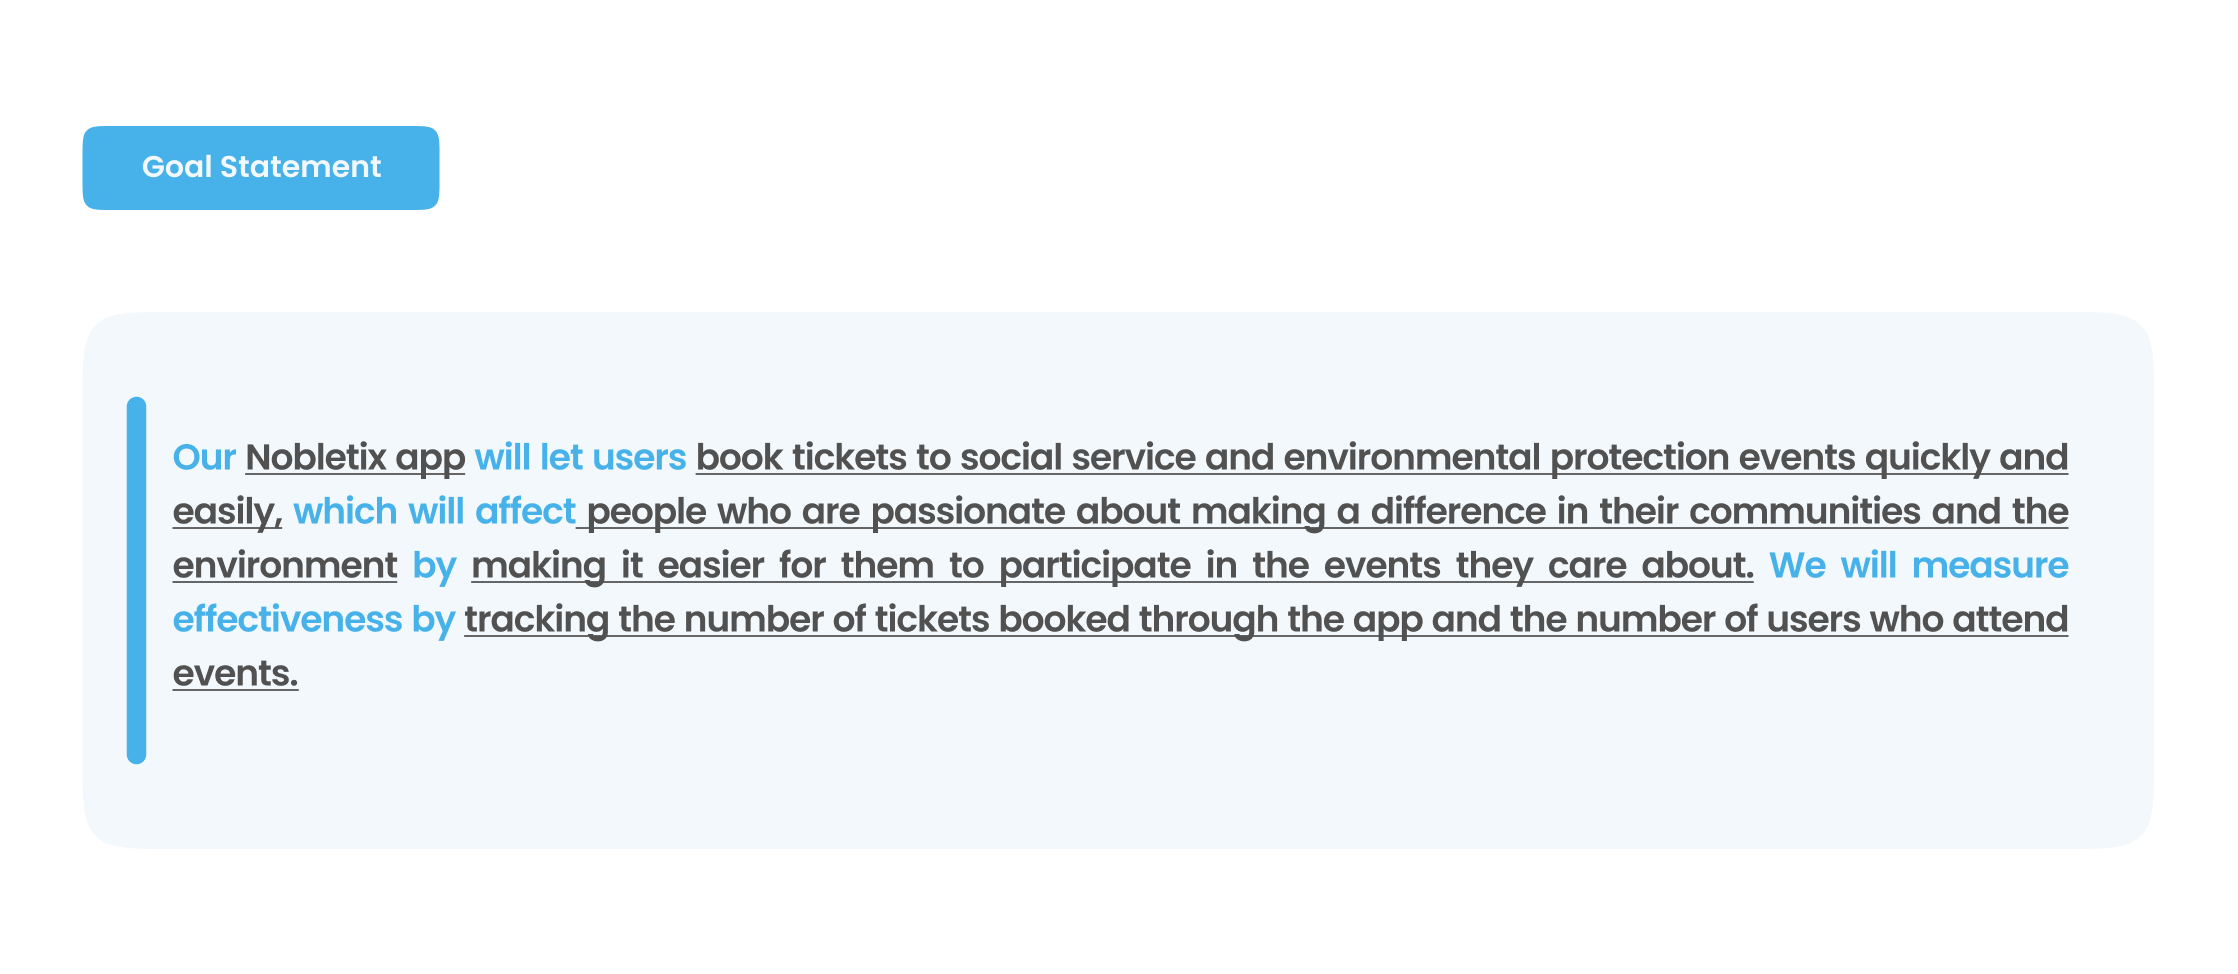 Goal Statement
Our Nobletix app will let users book tickets to social service and environmental protection events quickly and
easily, which will affect people who are passionate about making a difference in their communities and the
environment by making it easier for them to participate in the events they care about. We will measure
effectiveness by tracking the number of tickets booked through the app and the number of users who attend
events.